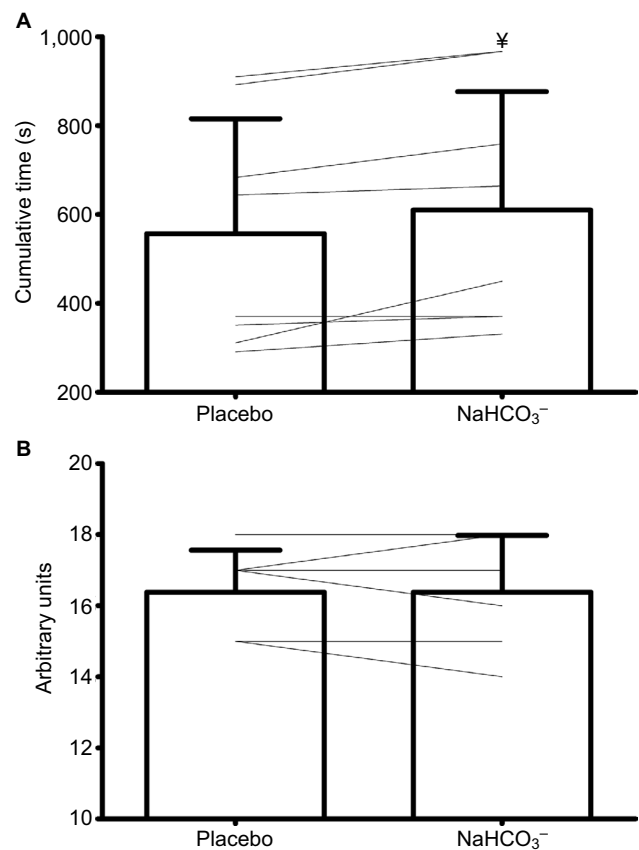 A
1,000
¥
800
600
400
200
Cumulative time (s)
Placebo
NaHCO₃⁻
B
20
18
16
14
12
10
Arbitrary units
Placebo
NaHCO₃⁻